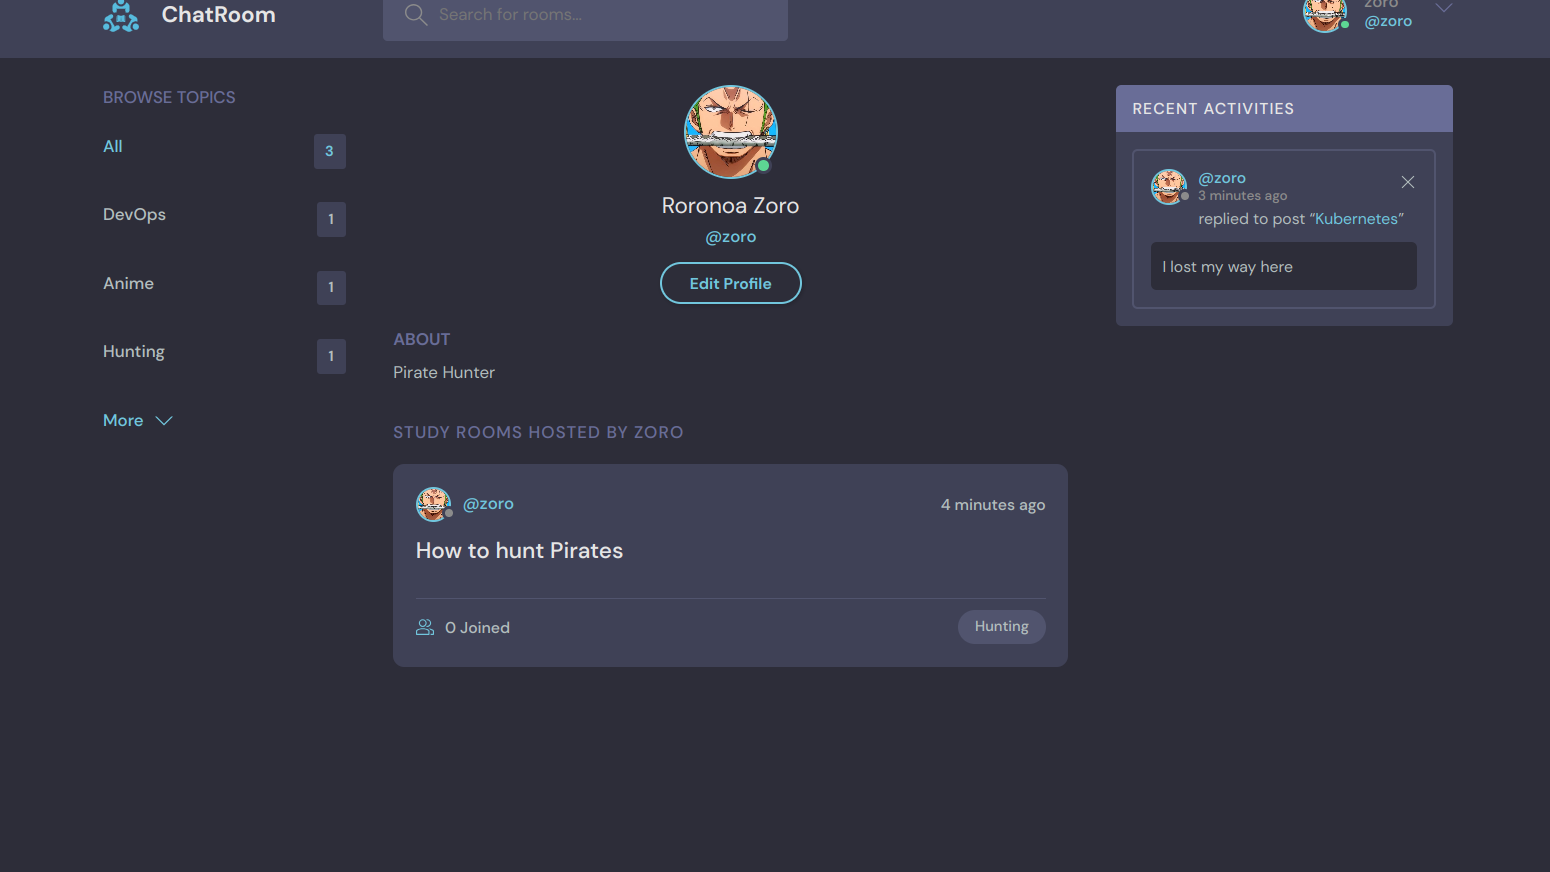 ChatRoom
Search for rooms...
zoro
@zoro
BROWSE TOPICS
All 3
DevOps 1
Anime 1
Hunting 1
More
Roronoa Zoro
@zoro
Edit Profile
ABOUT
Pirate Hunter
STUDY ROOMS HOSTED BY ZORO
@zoro 4 minutes ago
How to hunt Pirates
0 Joined Hunting
RECENT ACTIVITIES
@zoro
3 minutes ago
replied to post “Kubernetes”
I lost my way here